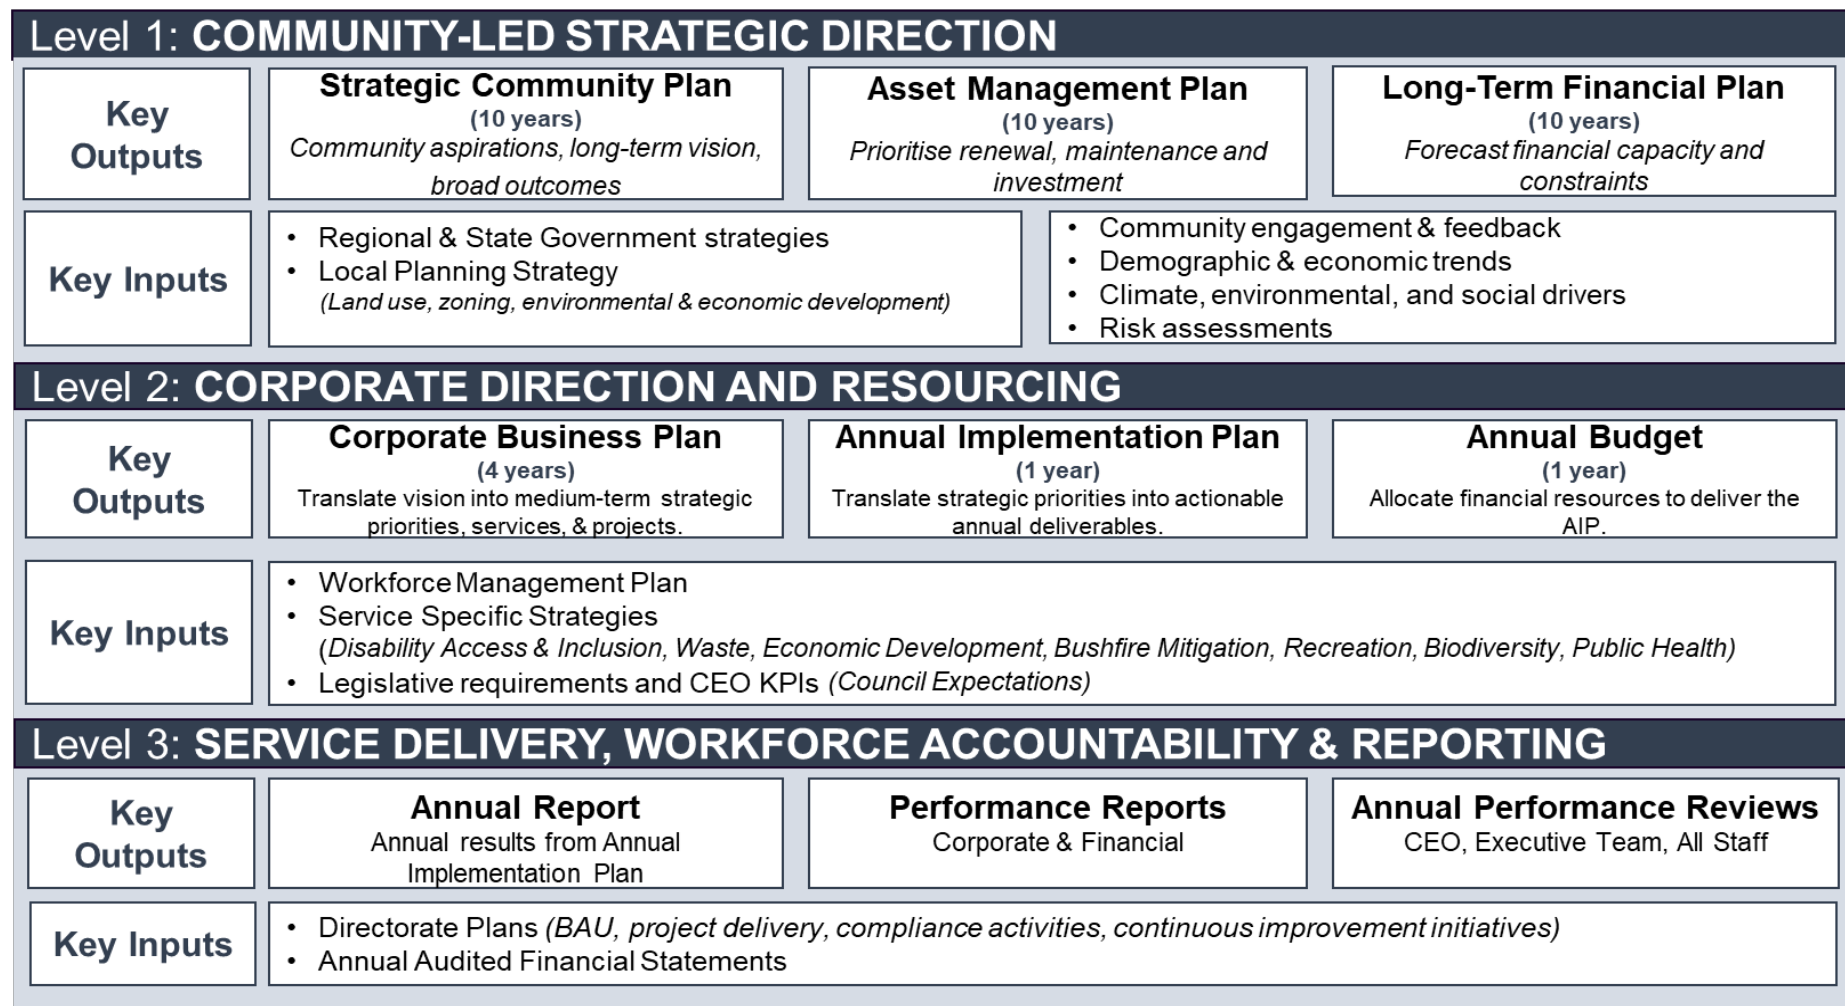 Level 1: COMMUNITY-LED STRATEGIC DIRECTION
Key
Outputs
Strategic Community Plan
(10 years)
Community aspirations, long-term vision,
broad outcomes
Asset Management Plan
(10 years)
Prioritise renewal, maintenance and
investment
Long-Term Financial Plan
(10 years)
Forecast financial capacity and
constraints
Key Inputs
• Regional & State Government strategies
• Local Planning Strategy
(Land use, zoning, environmental & economic development)
• Community engagement & feedback
• Demographic & economic trends
• Climate, environmental, and social drivers
• Risk assessments
Level 2: CORPORATE DIRECTION AND RESOURCING
Key
Outputs
Corporate Business Plan
(4 years)
Translate vision into medium-term strategic
priorities, services, & projects.
Annual Implementation Plan
(1 year)
Translate strategic priorities into actionable
annual deliverables.
Annual Budget
(1 year)
Allocate financial resources to deliver the
AIP.
Key Inputs
• Workforce Management Plan
• Service Specific Strategies
(Disability Access & Inclusion, Waste, Economic Development, Bushfire Mitigation, Recreation, Biodiversity, Public Health)
• Legislative requirements and CEO KPIs (Council Expectations)
Level 3: SERVICE DELIVERY, WORKFORCE ACCOUNTABILITY & REPORTING
Key
Outputs
Annual Report
Annual results from Annual
Implementation Plan
Performance Reports
Corporate & Financial
Annual Performance Reviews
CEO, Executive Team, All Staff
Key Inputs
• Directorate Plans (BAU, project delivery, compliance activities, continuous improvement initiatives)
• Annual Audited Financial Statements